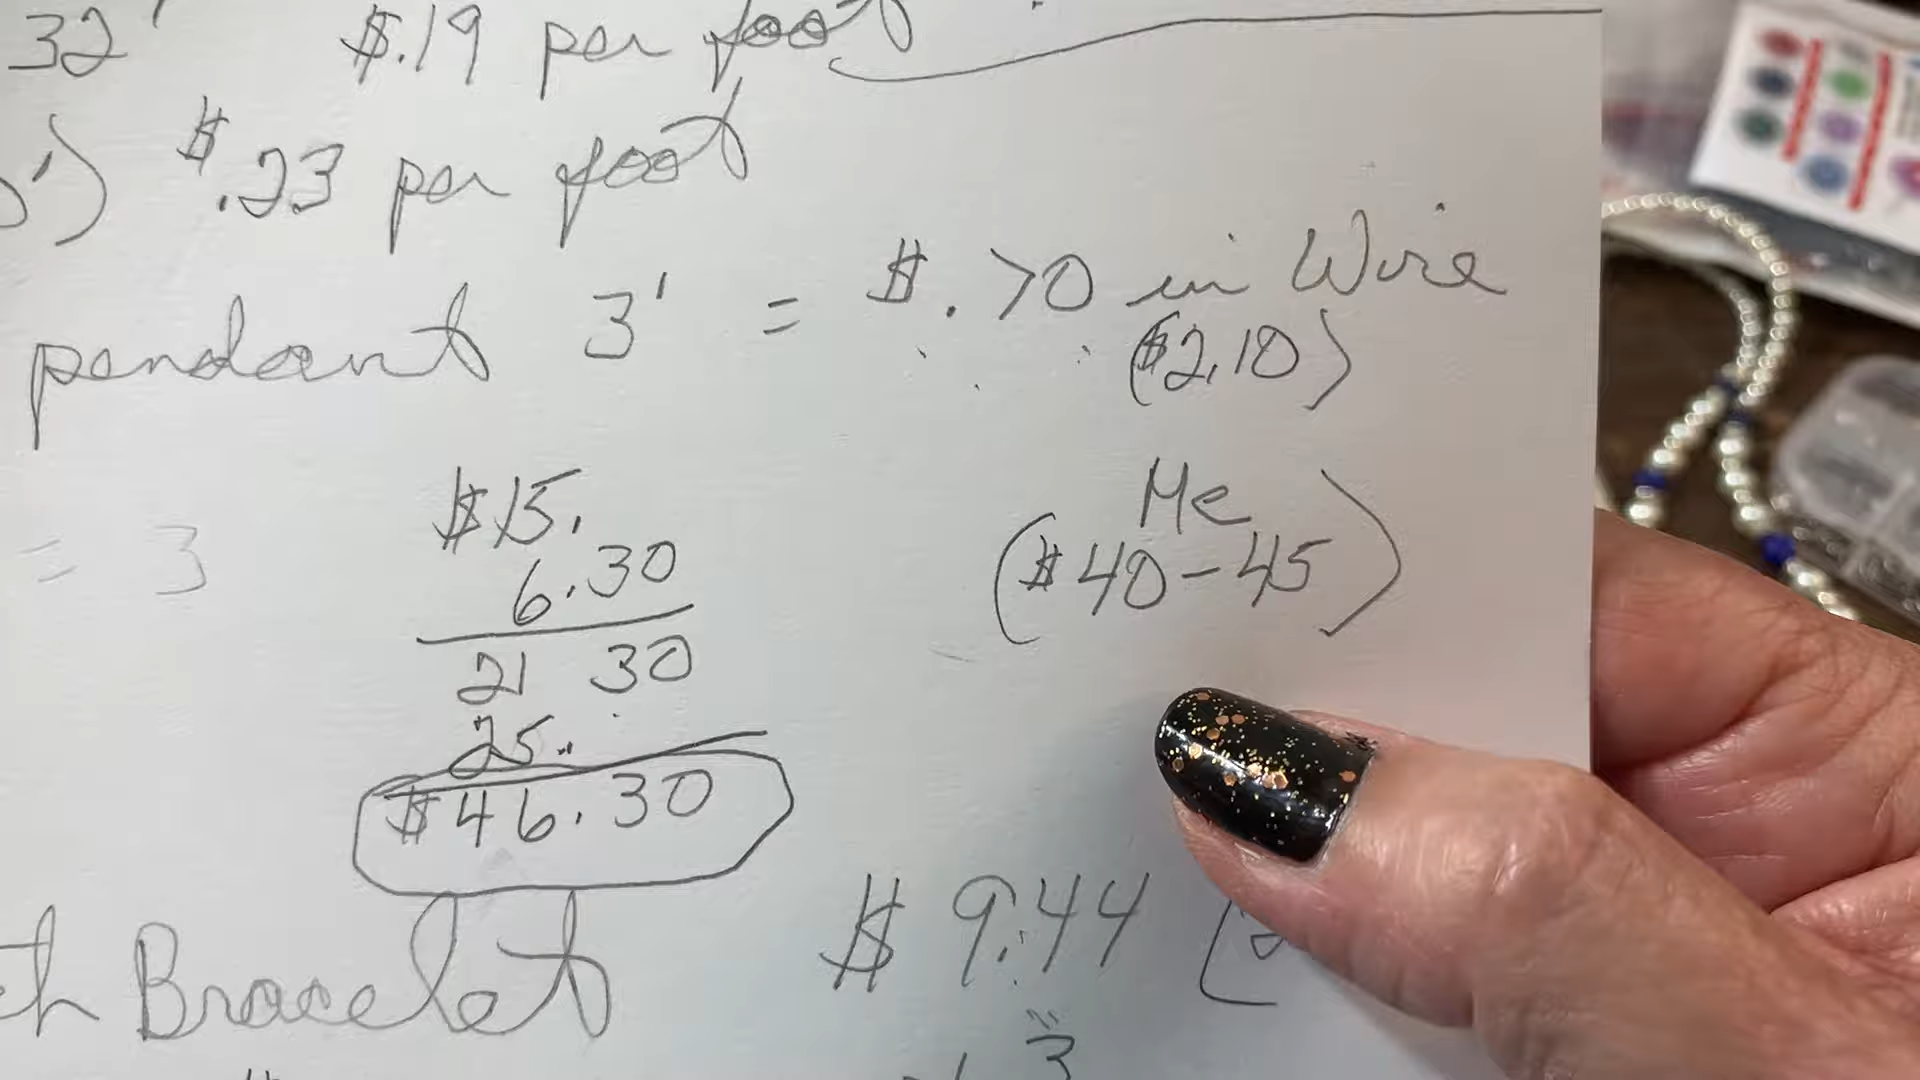 32' $.19 per foot
') $.23 per foot
pendant 3' = $.70 in Wire
($2.10)
= 3
$15.
6.30
21 30
25.
$46.30
Me
($40-45)
Bracelet $9.44
3